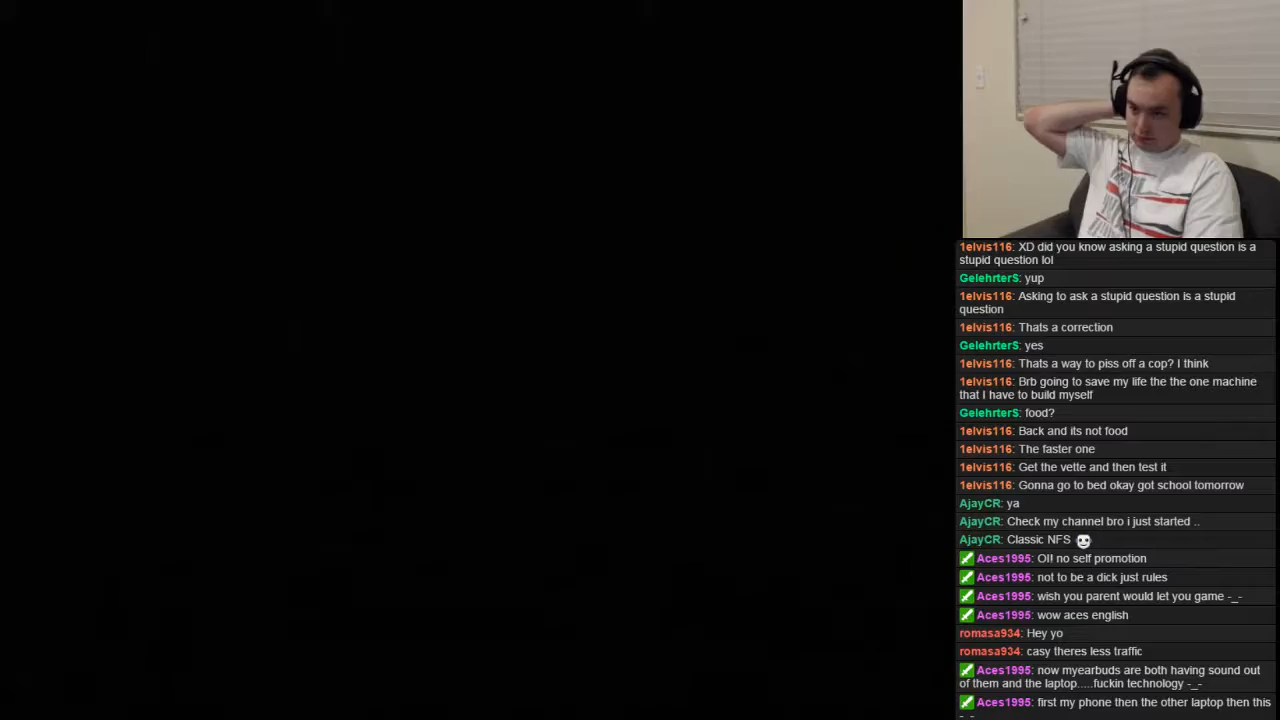 1elvis116: XD did you know asking a stupid question is a
stupid question lol
GelehrterS: yup
1elvis116: Asking to ask a stupid question is a stupid
question
1elvis116: Thats a correction
GelehrterS: yes
1elvis116: Thats a way to piss off a cop? I think
1elvis116: Brb going to save my life the the one machine
that I have to build myself
GelehrterS: food?
1elvis116: Back and its not food
1elvis116: The faster one
1elvis116: Get the vette and then test it
1elvis116: Gonna go to bed okay got school tomorrow
AjayCR: ya
AjayCR: Check my channel bro i just started ..
AjayCR: Classic NFS
Aces1995: OI! no self promotion
Aces1995: not to be a dick just rules
Aces1995: wish you parent would let you game -_-
Aces1995: wow aces english
romasa934: Hey yo
romasa934: casy theres less traffic
Aces1995: now myearbuds are both having sound out
of them and the laptop.....fuckin technology -_-
Aces1995: first my phone then the other laptop then this
-_-